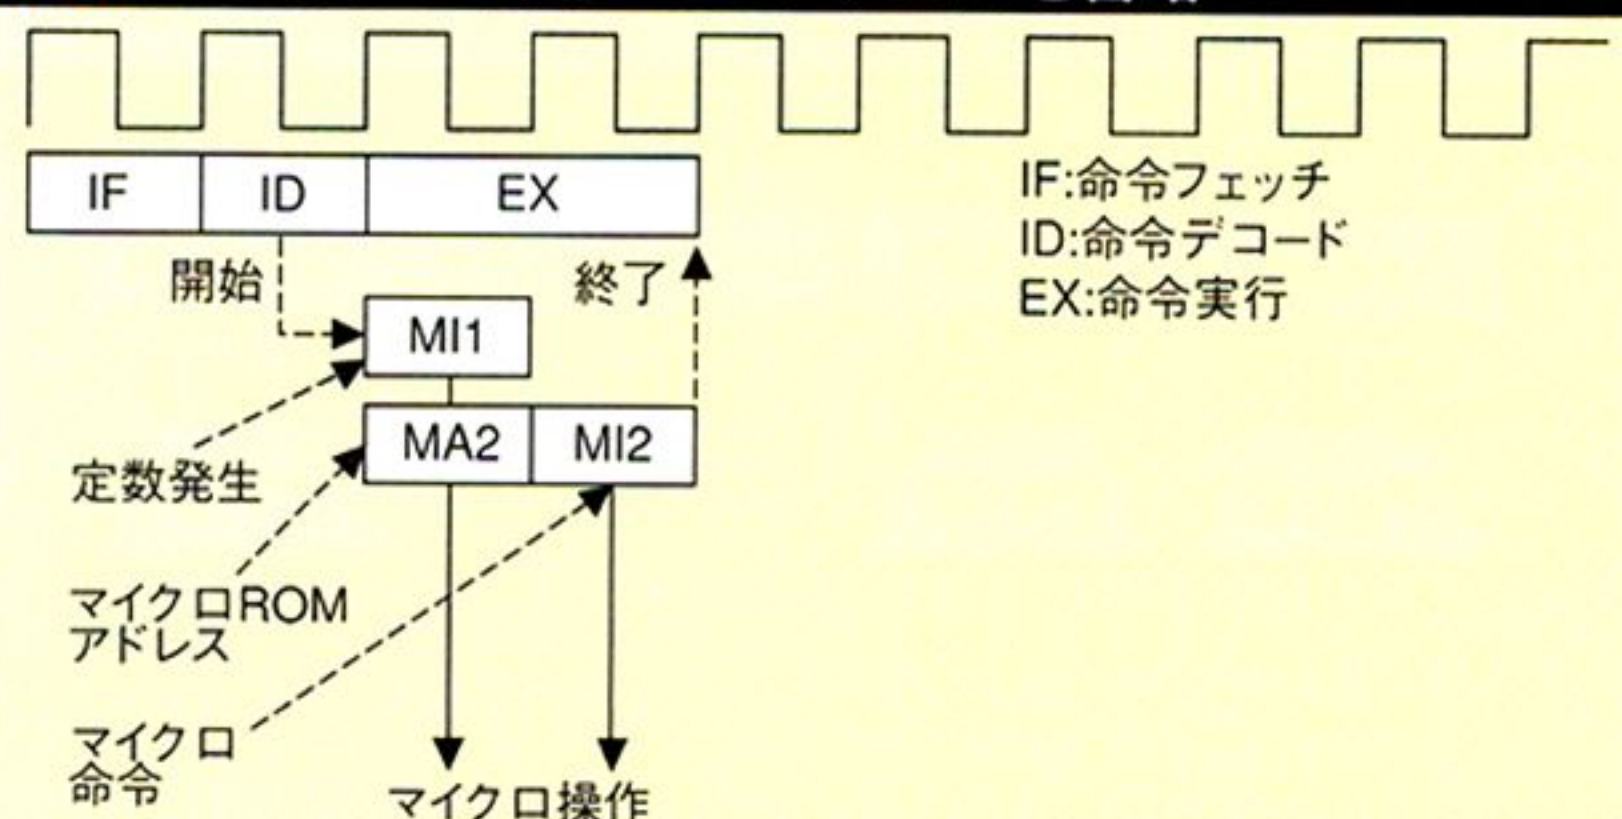 IF
ID
EX
IF:命令フェッチ
ID:命令デコード
EX:命令実行
開始
終了
MI1
MA2
MI2
定数発生
マイクロROM
アドレス
マイクロ
命令
マイクロ操作